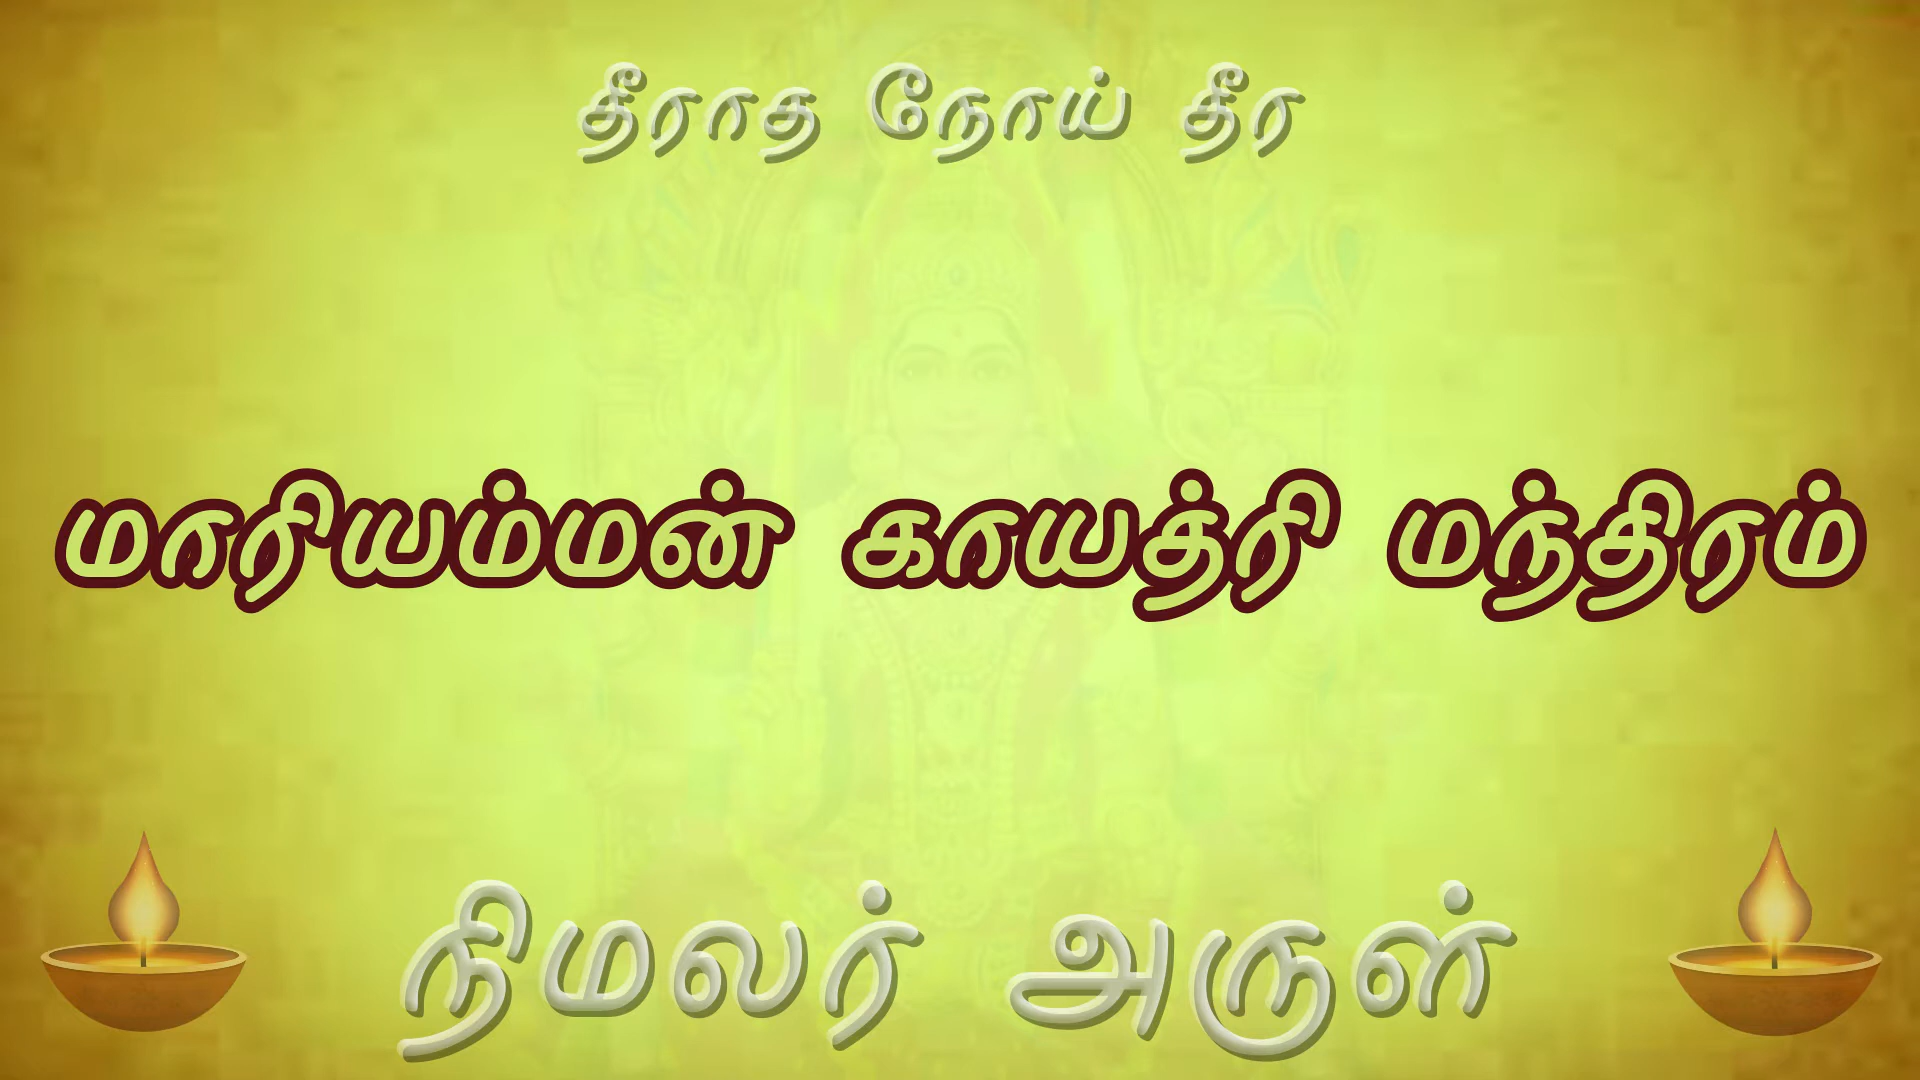 தீராத நோய் தீர
மாரியம்மன் காயத்ரி மந்திரம்
நிமலர் அருள்